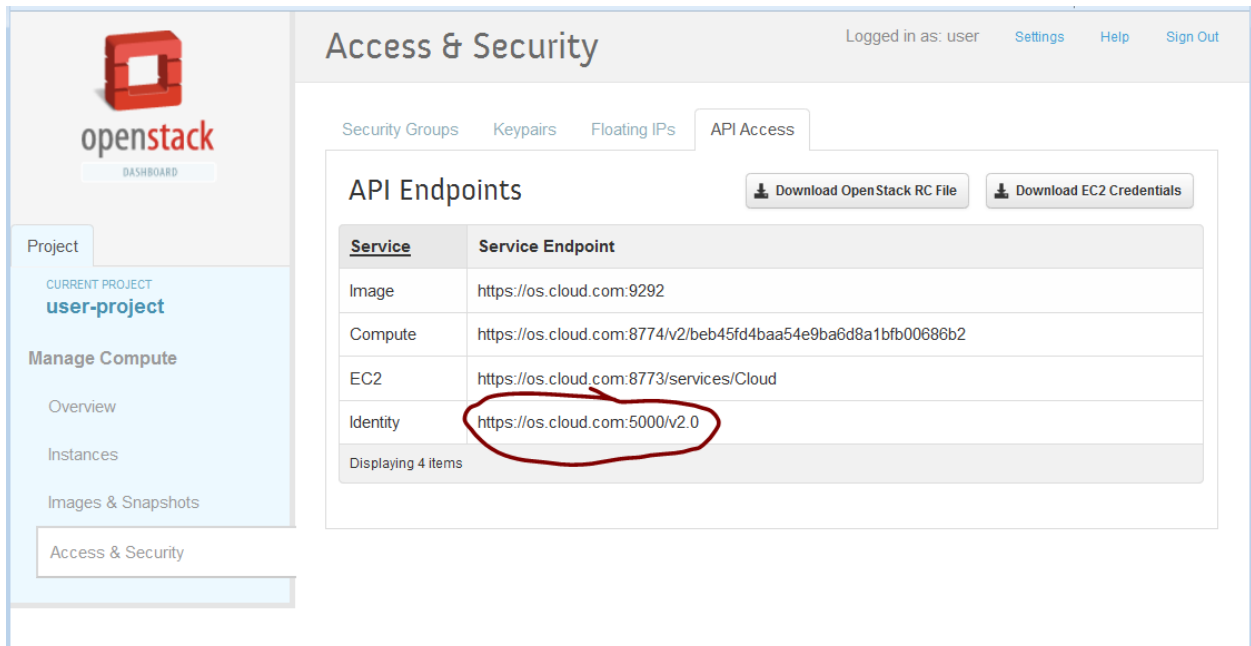 openstack
DASHBOARD
Project
CURRENT PROJECT
user-project
Manage Compute
Overview
Instances
Images & Snapshots
Access & Security
Access & Security
Logged in as: user Settings Help Sign Out
Security Groups Keypairs Floating IPs API Access
API Endpoints
Download OpenStack RC File Download EC2 Credentials
Service Service Endpoint
Image https://os.cloud.com:9292
Compute https://os.cloud.com:8774/v2/beb45fd4baa54e9ba6d8a1bfb00686b2
EC2 https://os.cloud.com:8773/services/Cloud
Identity https://os.cloud.com:5000/v2.0
Displaying 4 items